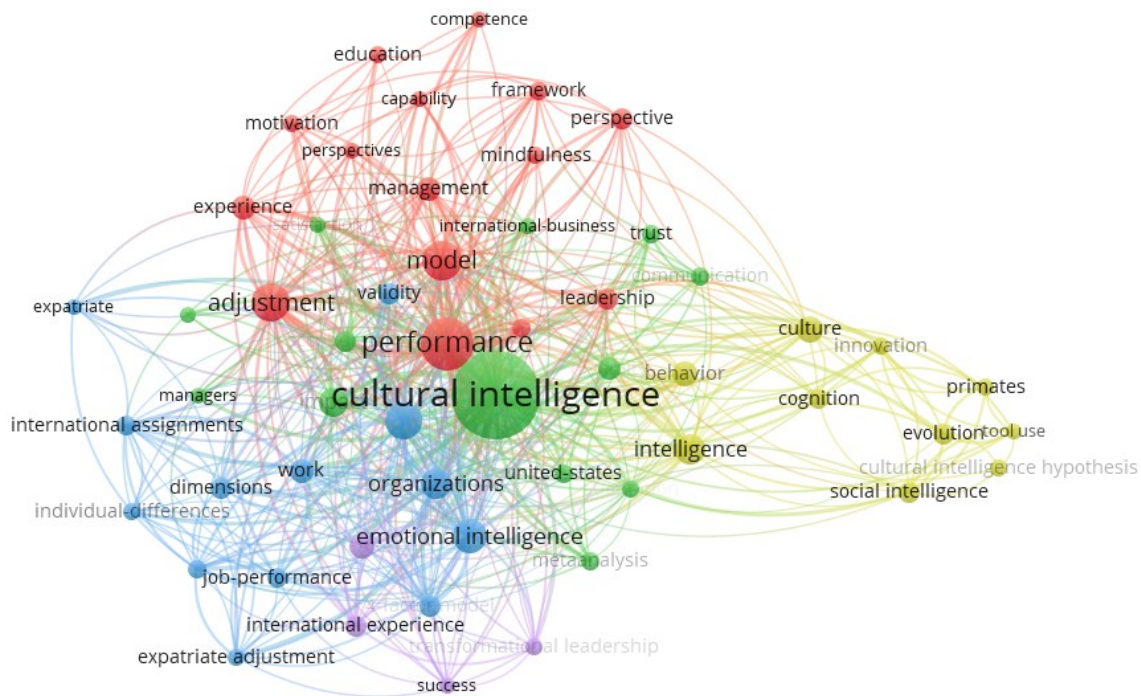 competence
education
capability
framework
motivation
perspective
perspectives
mindfulness
management
experience
satisfaction
international-business
trust
model
communication
expatriate
validity
adjustment
leadership
culture
performance
innovation
behavior
primates
managers
cultural intelligence
cognition
international assignments
evolution
tool use
intelligence
work
organizations
united-states
cultural intelligence hypothesis
dimensions
social intelligence
individual-differences
emotional intelligence
metaanalysis
job-performance
international experience
transformational leadership
expatriate adjustment
success